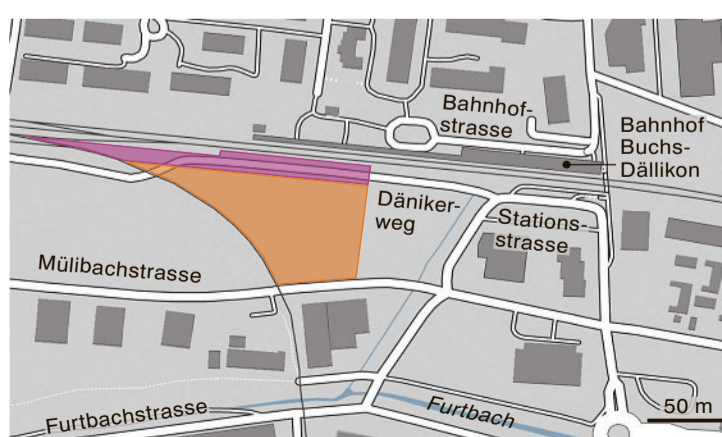 Bahnhof-
strasse
Bahnhof
Buchs-
Dällikon
Däniker-
weg
Stations-
strasse
Mülibachstrasse
Furtbachstrasse
Furtbach
50 m